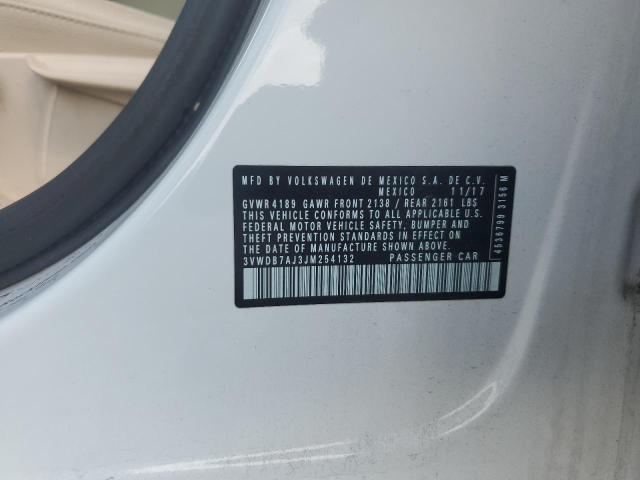 MFD BY VOLKSWAGEN DE MEXICO S.A. DE C.V.
MEXICO 11/17
GVWR 4189 GAWR FRONT 2138 / REAR 2161 LBS
THIS VEHICLE CONFORMS TO ALL APPLICABLE U.S.
FEDERAL MOTOR VEHICLE SAFETY, BUMPER AND
THEFT PREVENTION STANDARDS IN EFFECT ON THE
DATE OF MANUFACTURE SHOWN ABOVE.
3VWDB7AJ3JM254132 PASSENGER CAR
4536799 3156 M